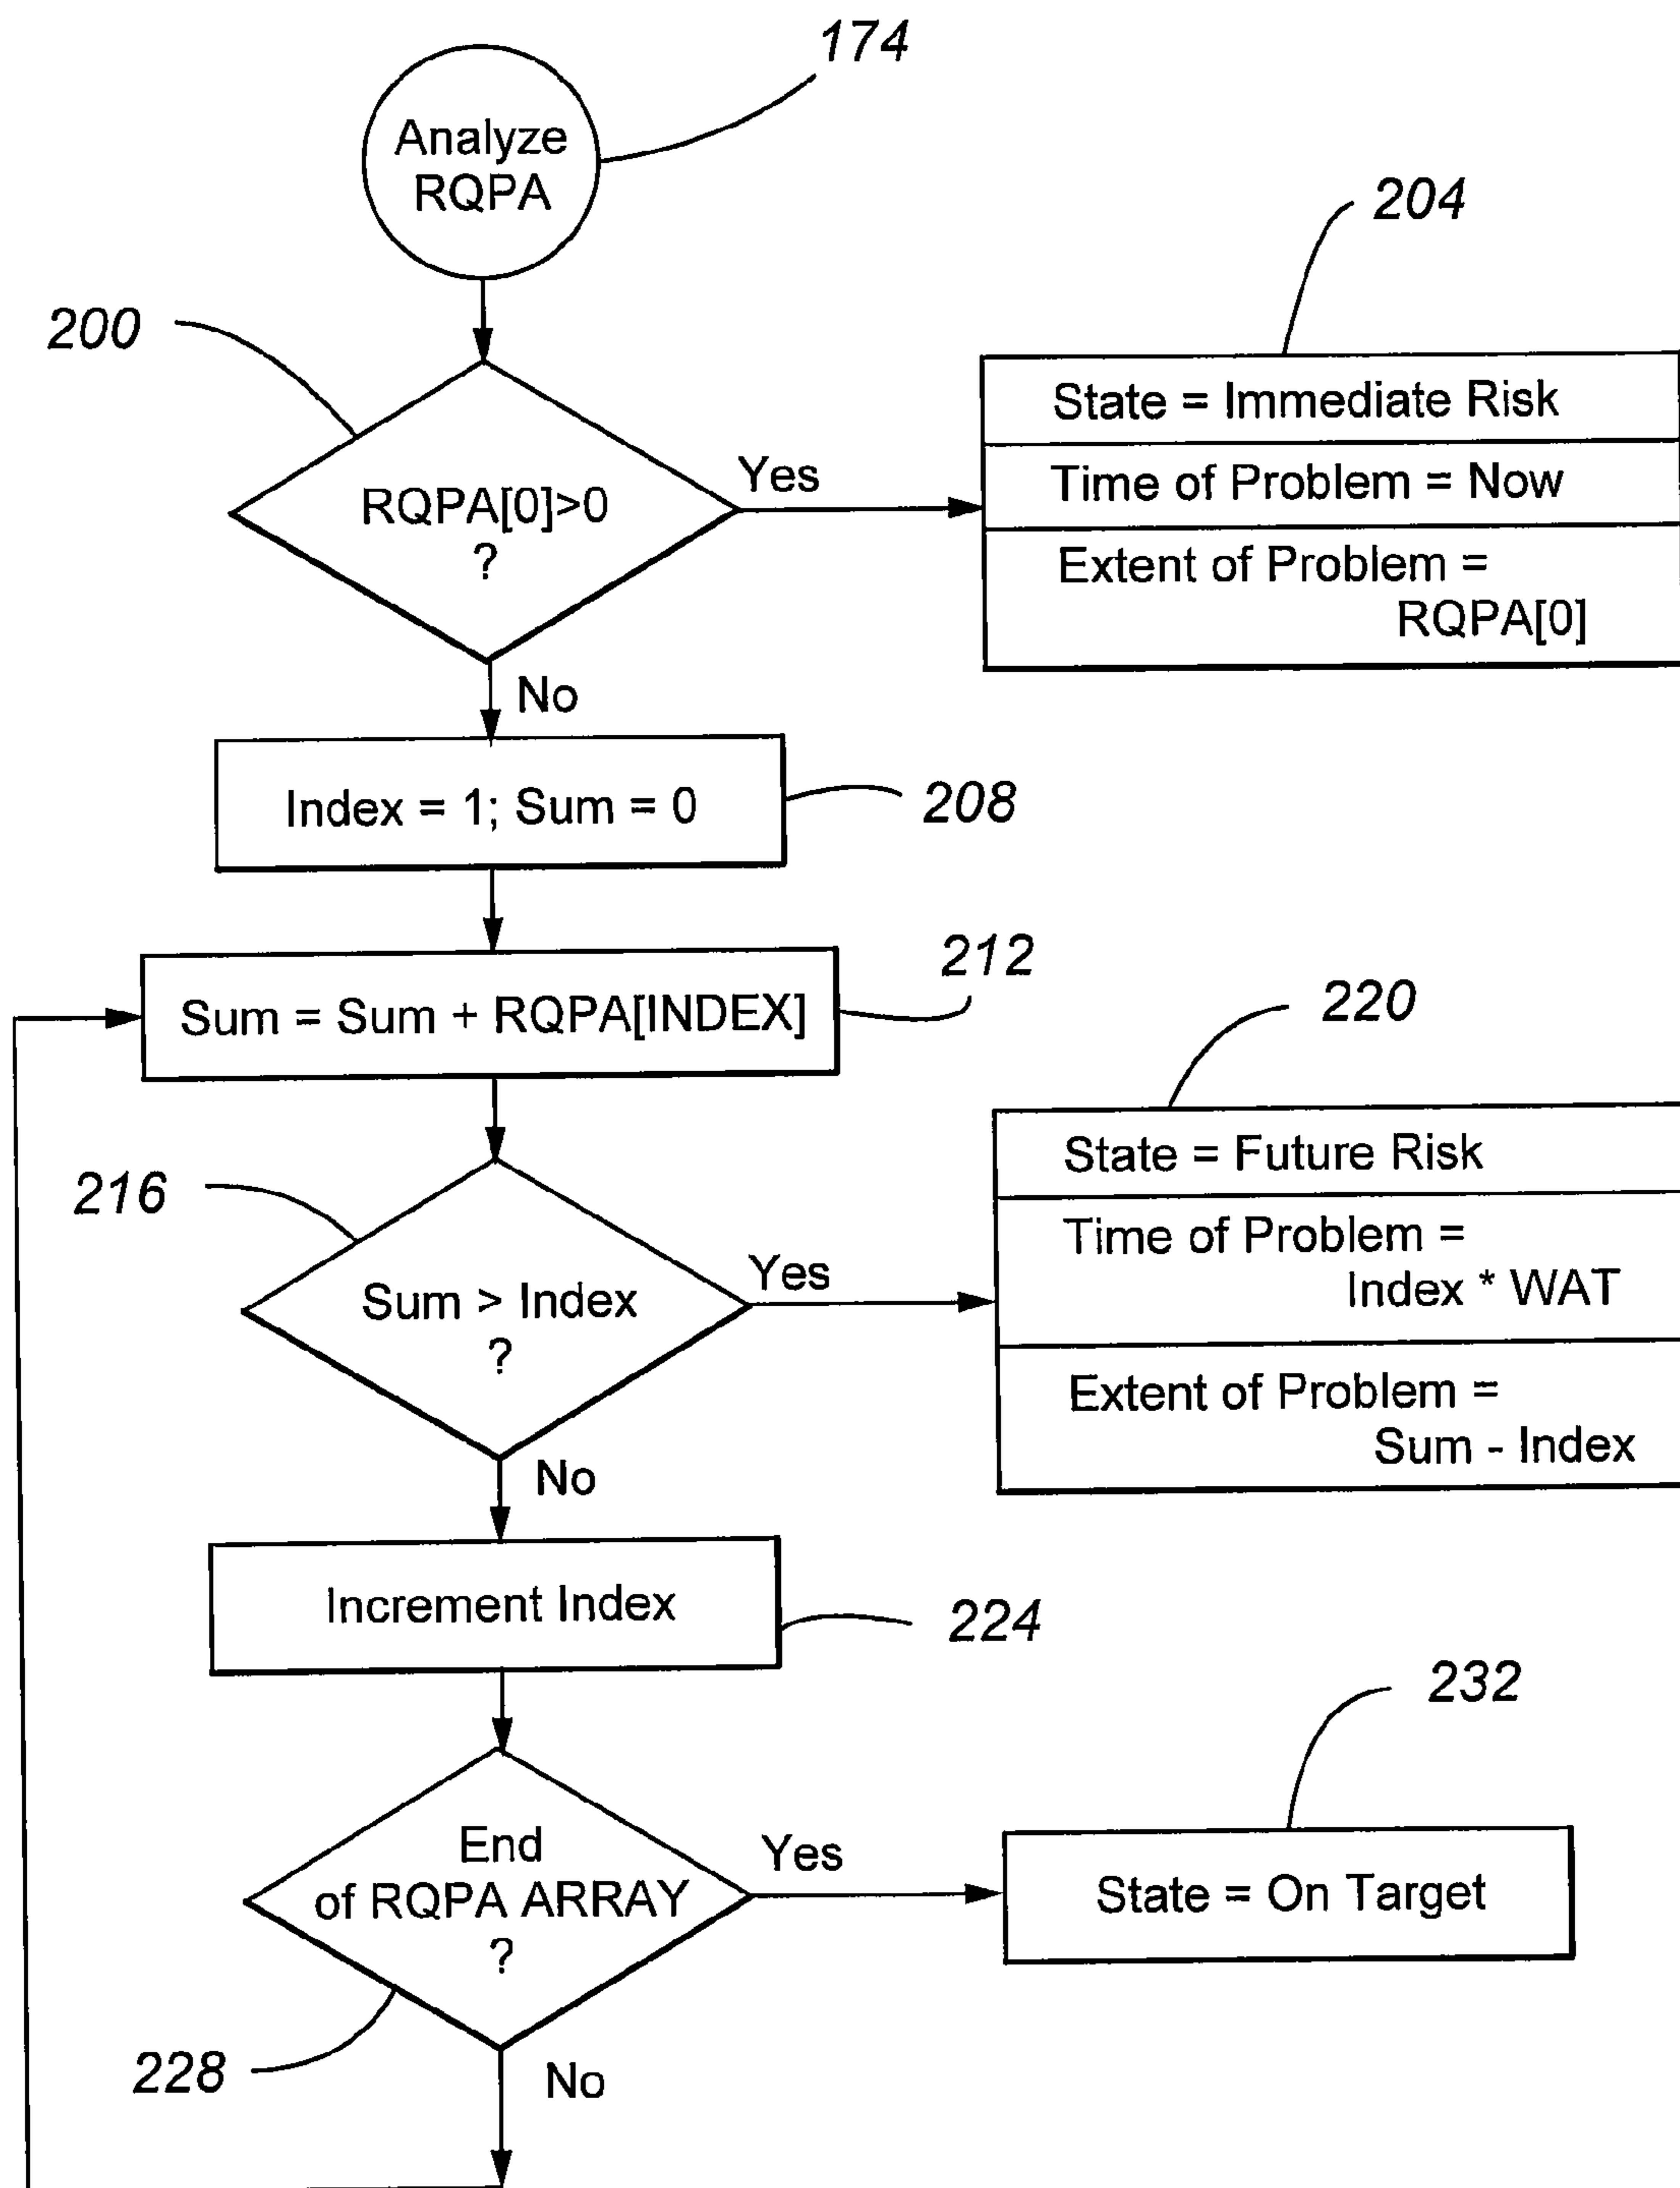 174
Analyze
RQPA
204
200
State = Immediate Risk
Time of Problem = Now
Extent of Problem =
RQPA[0]
Yes
RQPA[0]>0
?
No
Index = 1; Sum = 0
208
212
Sum = Sum + RQPA[INDEX]
220
216
State = Future Risk
Time of Problem =
Index * WAT
Extent of Problem =
Sum - Index
Yes
Sum > Index
?
No
Increment Index
224
232
End
of RQPA ARRAY
?
Yes
State = On Target
228
No